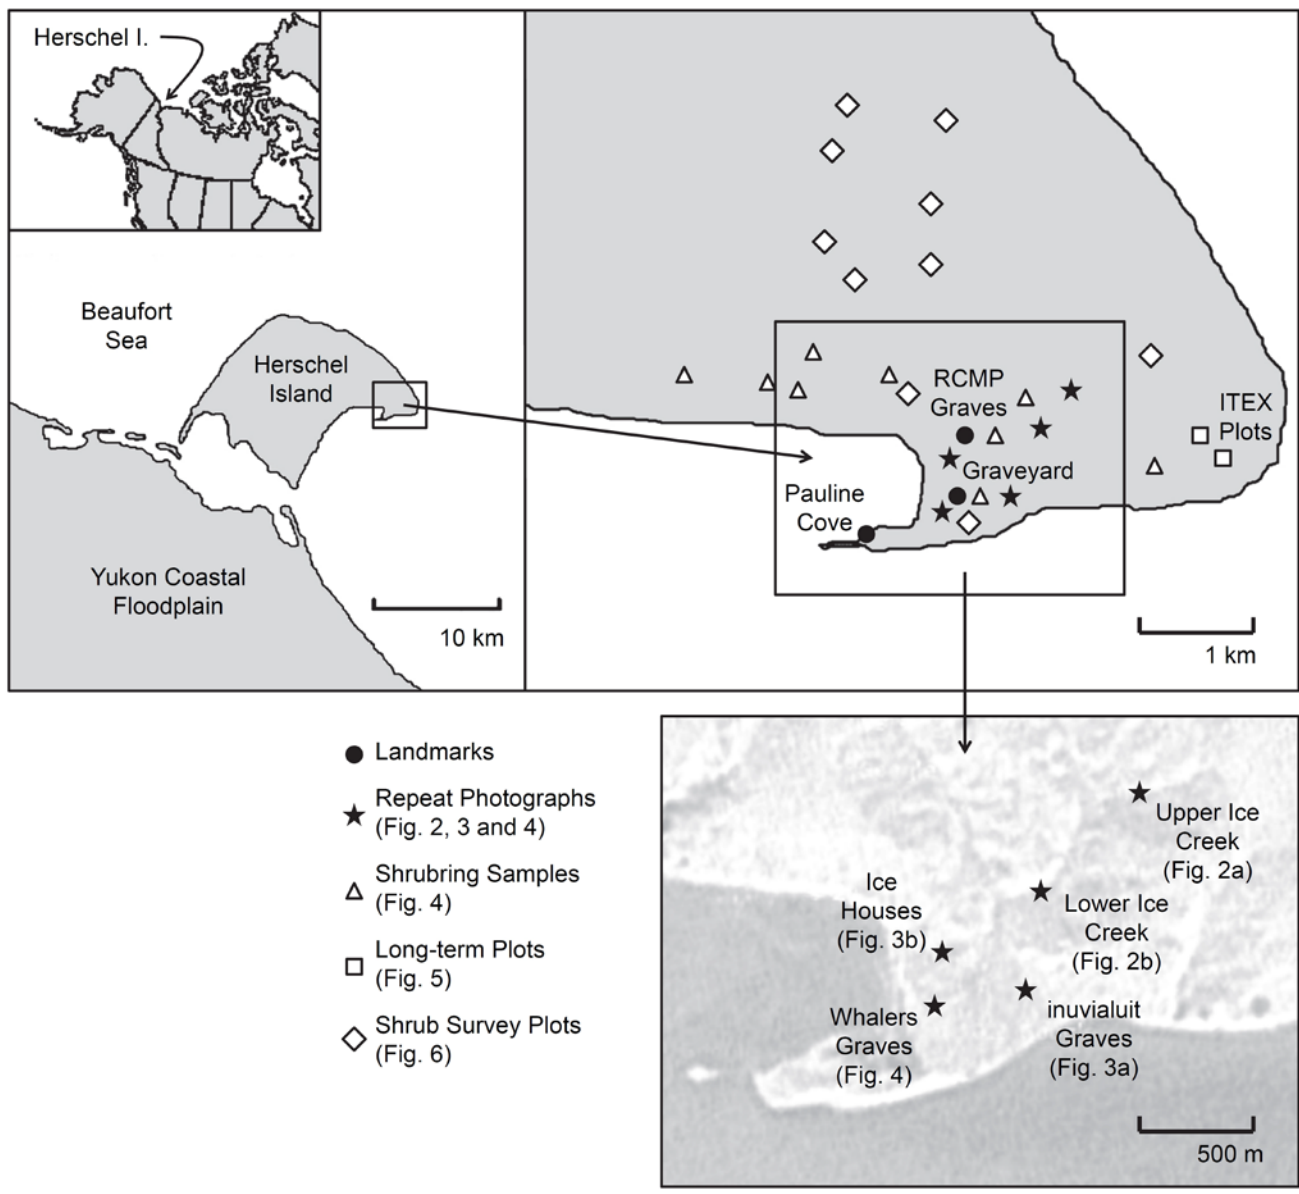 Herschel I.
Beaufort
Sea
Herschel
Island
Yukon Coastal
Floodplain
10 km
RCMP
Graves
ITEX
Plots
Graveyard
Pauline
Cove
1 km
Landmarks
Repeat Photographs
(Fig. 2, 3 and 4)
Shrubring Samples
(Fig. 4)
Long-term Plots
(Fig. 5)
Shrub Survey Plots
(Fig. 6)
Upper Ice
Creek
(Fig. 2a)
Ice
Houses
(Fig. 3b)
Lower Ice
Creek
(Fig. 2b)
Whalers
Graves
(Fig. 4)
inuvialuit
Graves
(Fig. 3a)
500 m